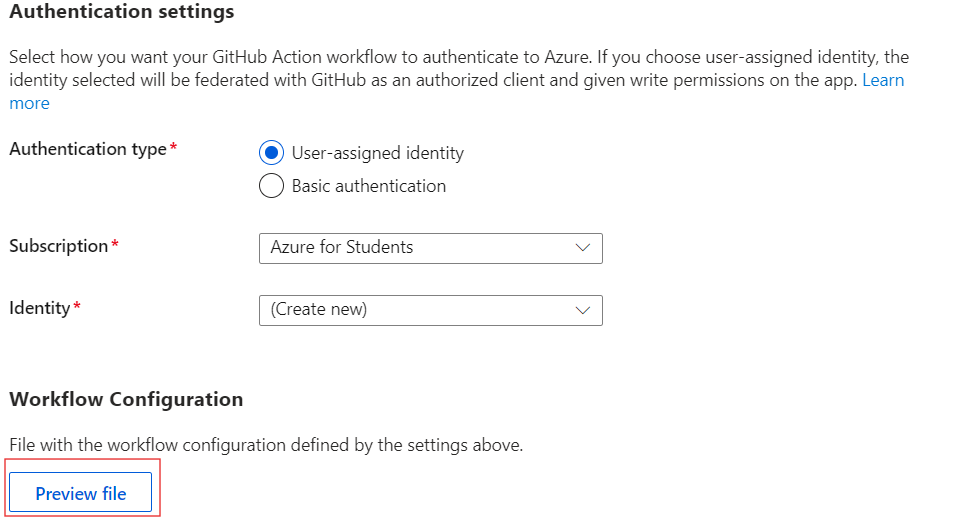 Authentication settings
Select how you want your GitHub Action workflow to authenticate to Azure. If you choose user-assigned identity, the
identity selected will be federated with GitHub as an authorized client and given write permissions on the app. Learn
more
Authentication type*
User-assigned identity
Basic authentication
Subscription*
Azure for Students
Identity*
(Create new)
Workflow Configuration
File with the workflow configuration defined by the settings above.
Preview file